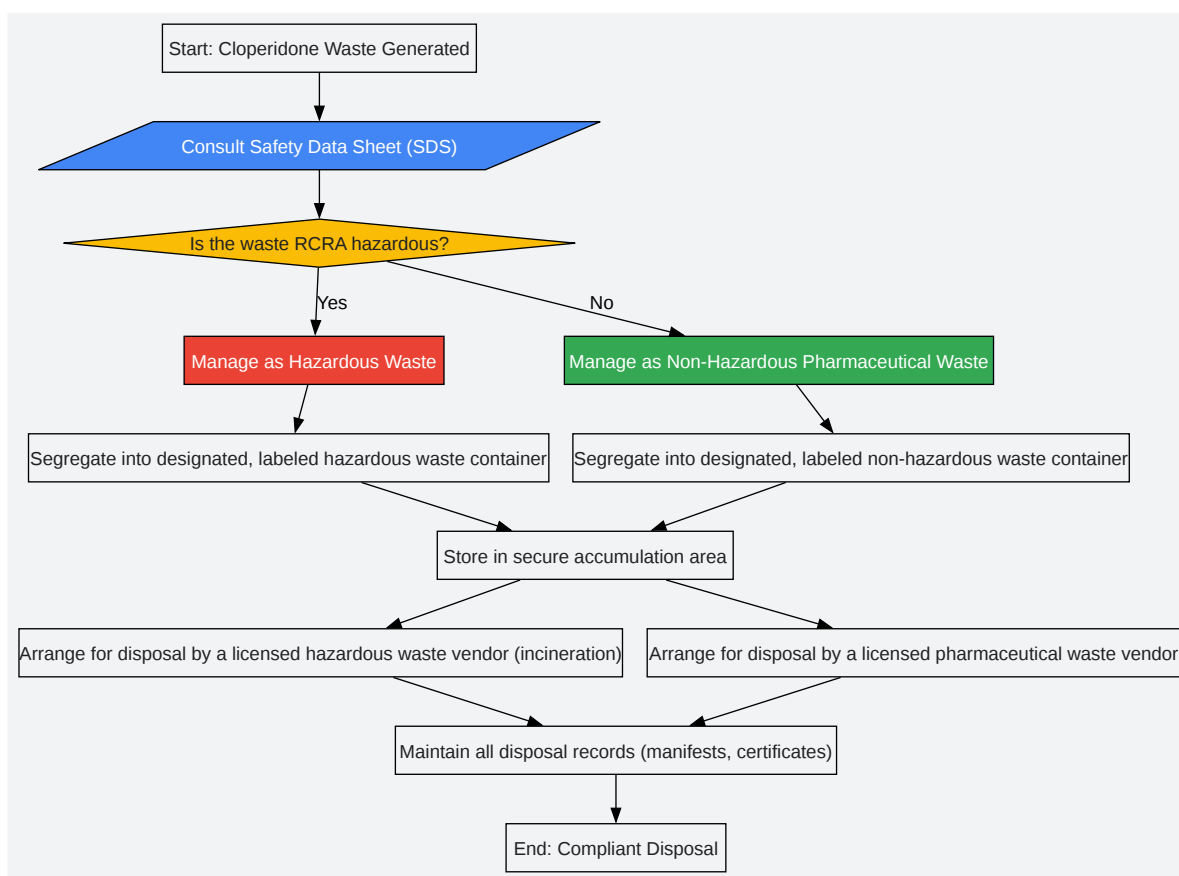 Start: Cloperidone Waste Generated
Consult Safety Data Sheet (SDS)
Is the waste RCRA hazardous?
Yes
No
Manage as Hazardous Waste
Manage as Non-Hazardous Pharmaceutical Waste
Segregate into designated, labeled hazardous waste container
Segregate into designated, labeled non-hazardous waste container
Store in secure accumulation area
Arrange for disposal by a licensed hazardous waste vendor (incineration)
Arrange for disposal by a licensed pharmaceutical waste vendor
Maintain all disposal records (manifests, certificates)
End: Compliant Disposal